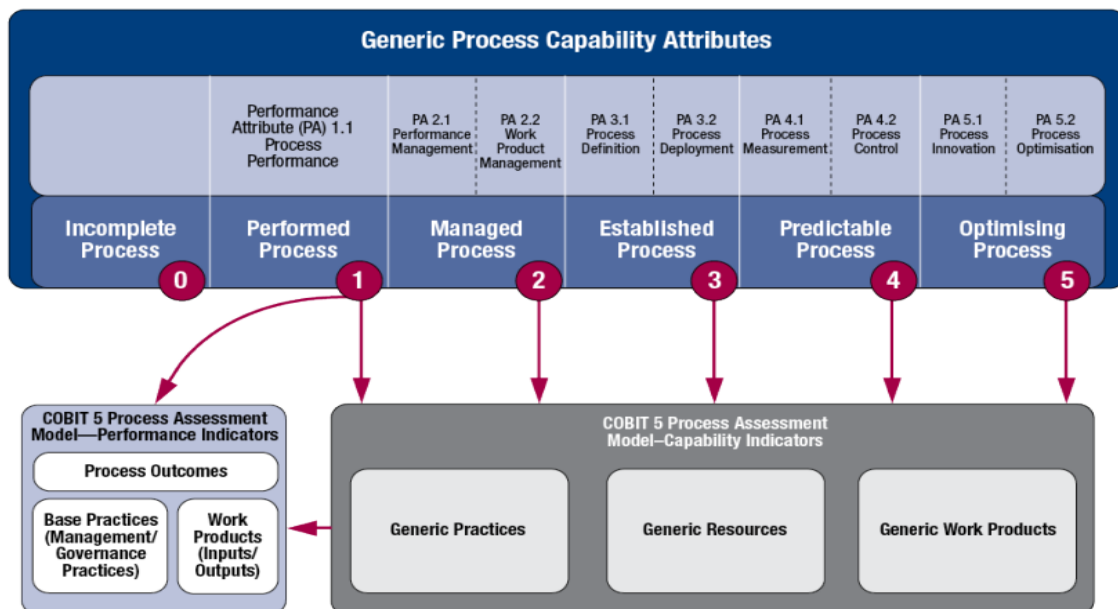 Generic Process Capability Attributes
Performance
Attribute (PA) 1.1
Process
Performance
PA 2.1
Performance
Management
PA 2.2
Work
Product
Management
PA 3.1
Process
Definition
PA 3.2
Process
Deployment
PA 4.1
Process
Measurement
PA 4.2
Process
Control
PA 5.1
Process
Innovation
PA 5.2
Process
Optimisation
Incomplete
Process
Performed
Process
Managed
Process
Established
Process
Predictable
Process
Optimising
Process
0
1
2
3
4
5
COBIT 5 Process Assessment
Model—Performance Indicators
Process Outcomes
Base Practices
(Management/
Governance
Practices)
Work
Products
(Inputs/
Outputs)
COBIT 5 Process Assessment
Model–Capability Indicators
Generic Practices
Generic Resources
Generic Work Products